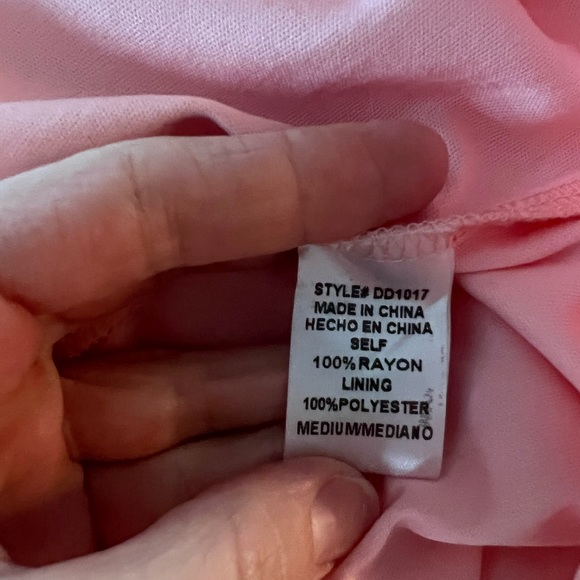 STYLE# DD1017
MADE IN CHINA
HECHO EN CHINA
SELF
100%RAYON
LINING
100%POLYESTER
MEDIUM/MEDIANO